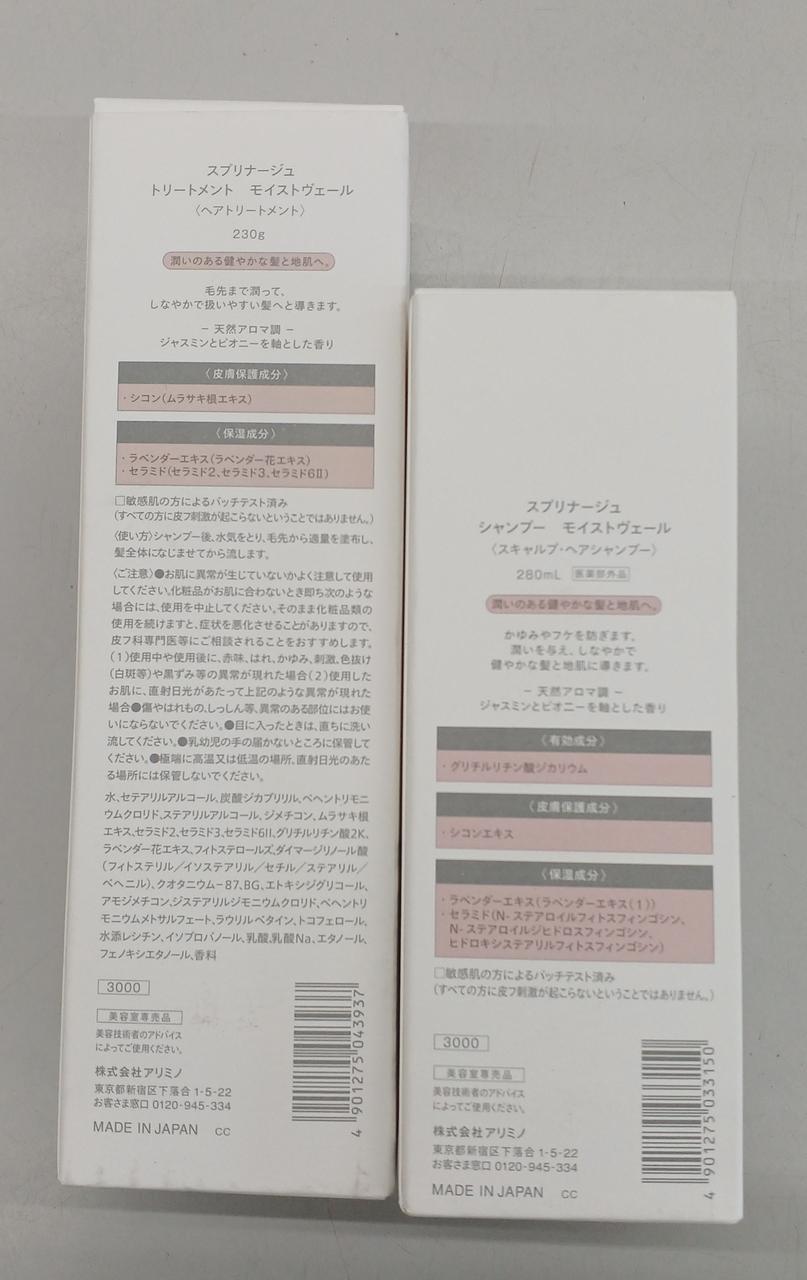 スプリナージュ
トリートメント　モイストヴェール
〈ヘアトリートメント〉
230g
潤いのある健やかな髪と地肌へ。
毛先まで潤って、
しなやかで扱いやすい髪へと導きます。
− 天然アロマ調 −
ジャスミンとピオニーを軸とした香り
〈皮膚保護成分〉
・シコン(ムラサキ根エキス)
〈保湿成分〉
・ラベンダーエキス(ラベンダー花エキス)
・セラミド(セラミド2、セラミド3、セラミド6Ⅱ)
□敏感肌の方によるパッチテスト済み
(すべての方に皮フ刺激が起こらないということではありません。)
〈使い方〉シャンプー後、水気をとり、毛先から適量を塗布し、
髪全体になじませてから流します。
〈ご注意〉●お肌に異常が生じていないかよく注意して使用
してください。化粧品がお肌に合わないとき即ち次のような
場合には、使用を中止してください。そのまま化粧品類の
使用を続けますと、症状を悪化させることがありますので、
皮フ科専門医等にご相談されることをおすすめします。
(1)使用中や使用後に、赤味、はれ、かゆみ、刺激、色抜け
(白斑等)や黒ずみ等の異常が現れた場合(2)使用した
お肌に、直射日光があたって上記のような異常が現れた
場合●傷やはれもの、しっしん等、異常のある部位にはお使
いにならないでください。●目に入ったときは、直ちに洗い
流してください。●乳幼児の手の届かないところに保管して
ください。●極端に高温又は低温の場所、直射日光のあた
る場所には保管しないでください。
水、セテアリルアルコール、炭酸ジカプリリル、ベヘントリモニ
ウムクロリド、ステアリルアルコール、ジメチコン、ムラサキ根
エキス、セラミド2、セラミド3、セラミド6II、グリチルリチン酸2K、
ラベンダー花エキス、フィトステロールズ、ダイマージリノール酸
(フィトステリル／イソステアリル／セチル／ステアリル／
ベヘニル)、クオタニウム−87、BG、エトキシジグリコール、
アモジメチコン、ジステアリルジモニウムクロリド、ベヘントリ
モニウムメトサルフェート、ラウリルベタイン、トコフェロール、
水添レシチン、イソプロパノール、乳酸、乳酸Na、エタノール、
フェノキシエタノール、香料
3000
美容室専売品
美容技術者のアドバイス
によってご使用ください。
株式会社アリミノ
東京都新宿区下落合 1-5-22
お客さま窓口 0120-945-334
MADE IN JAPAN　CC
4 901275 043937
スプリナージュ
シャンプー　モイストヴェール
〈スキャルプ・ヘアシャンプー〉
280mL 医薬部外品
潤いのある健やかな髪と地肌へ。
かゆみやフケを防ぎます。
潤いを与え、しなやかで
健やかな髪と地肌に導きます。
− 天然アロマ調 −
ジャスミンとピオニーを軸とした香り
〈有効成分〉
・グリチルリチン酸ジカリウム
〈皮膚保護成分〉
・シコンエキス
〈保湿成分〉
・ラベンダーエキス(ラベンダーエキス(1))
・セラミド(N-ステアロイルフィトスフィンゴシン、
N-ステアロイルジヒドロスフィンゴシン、
ヒドロキシステアリルフィトスフィンゴシン)
□敏感肌の方によるパッチテスト済み
(すべての方に皮フ刺激が起こらないということではありません。)
3000
美容室専売品
美容技術者のアドバイス
によってご使用ください。
株式会社アリミノ
東京都新宿区下落合 1-5-22
お客さま窓口 0120-945-334
MADE IN JAPAN　CC
4 901275 033150